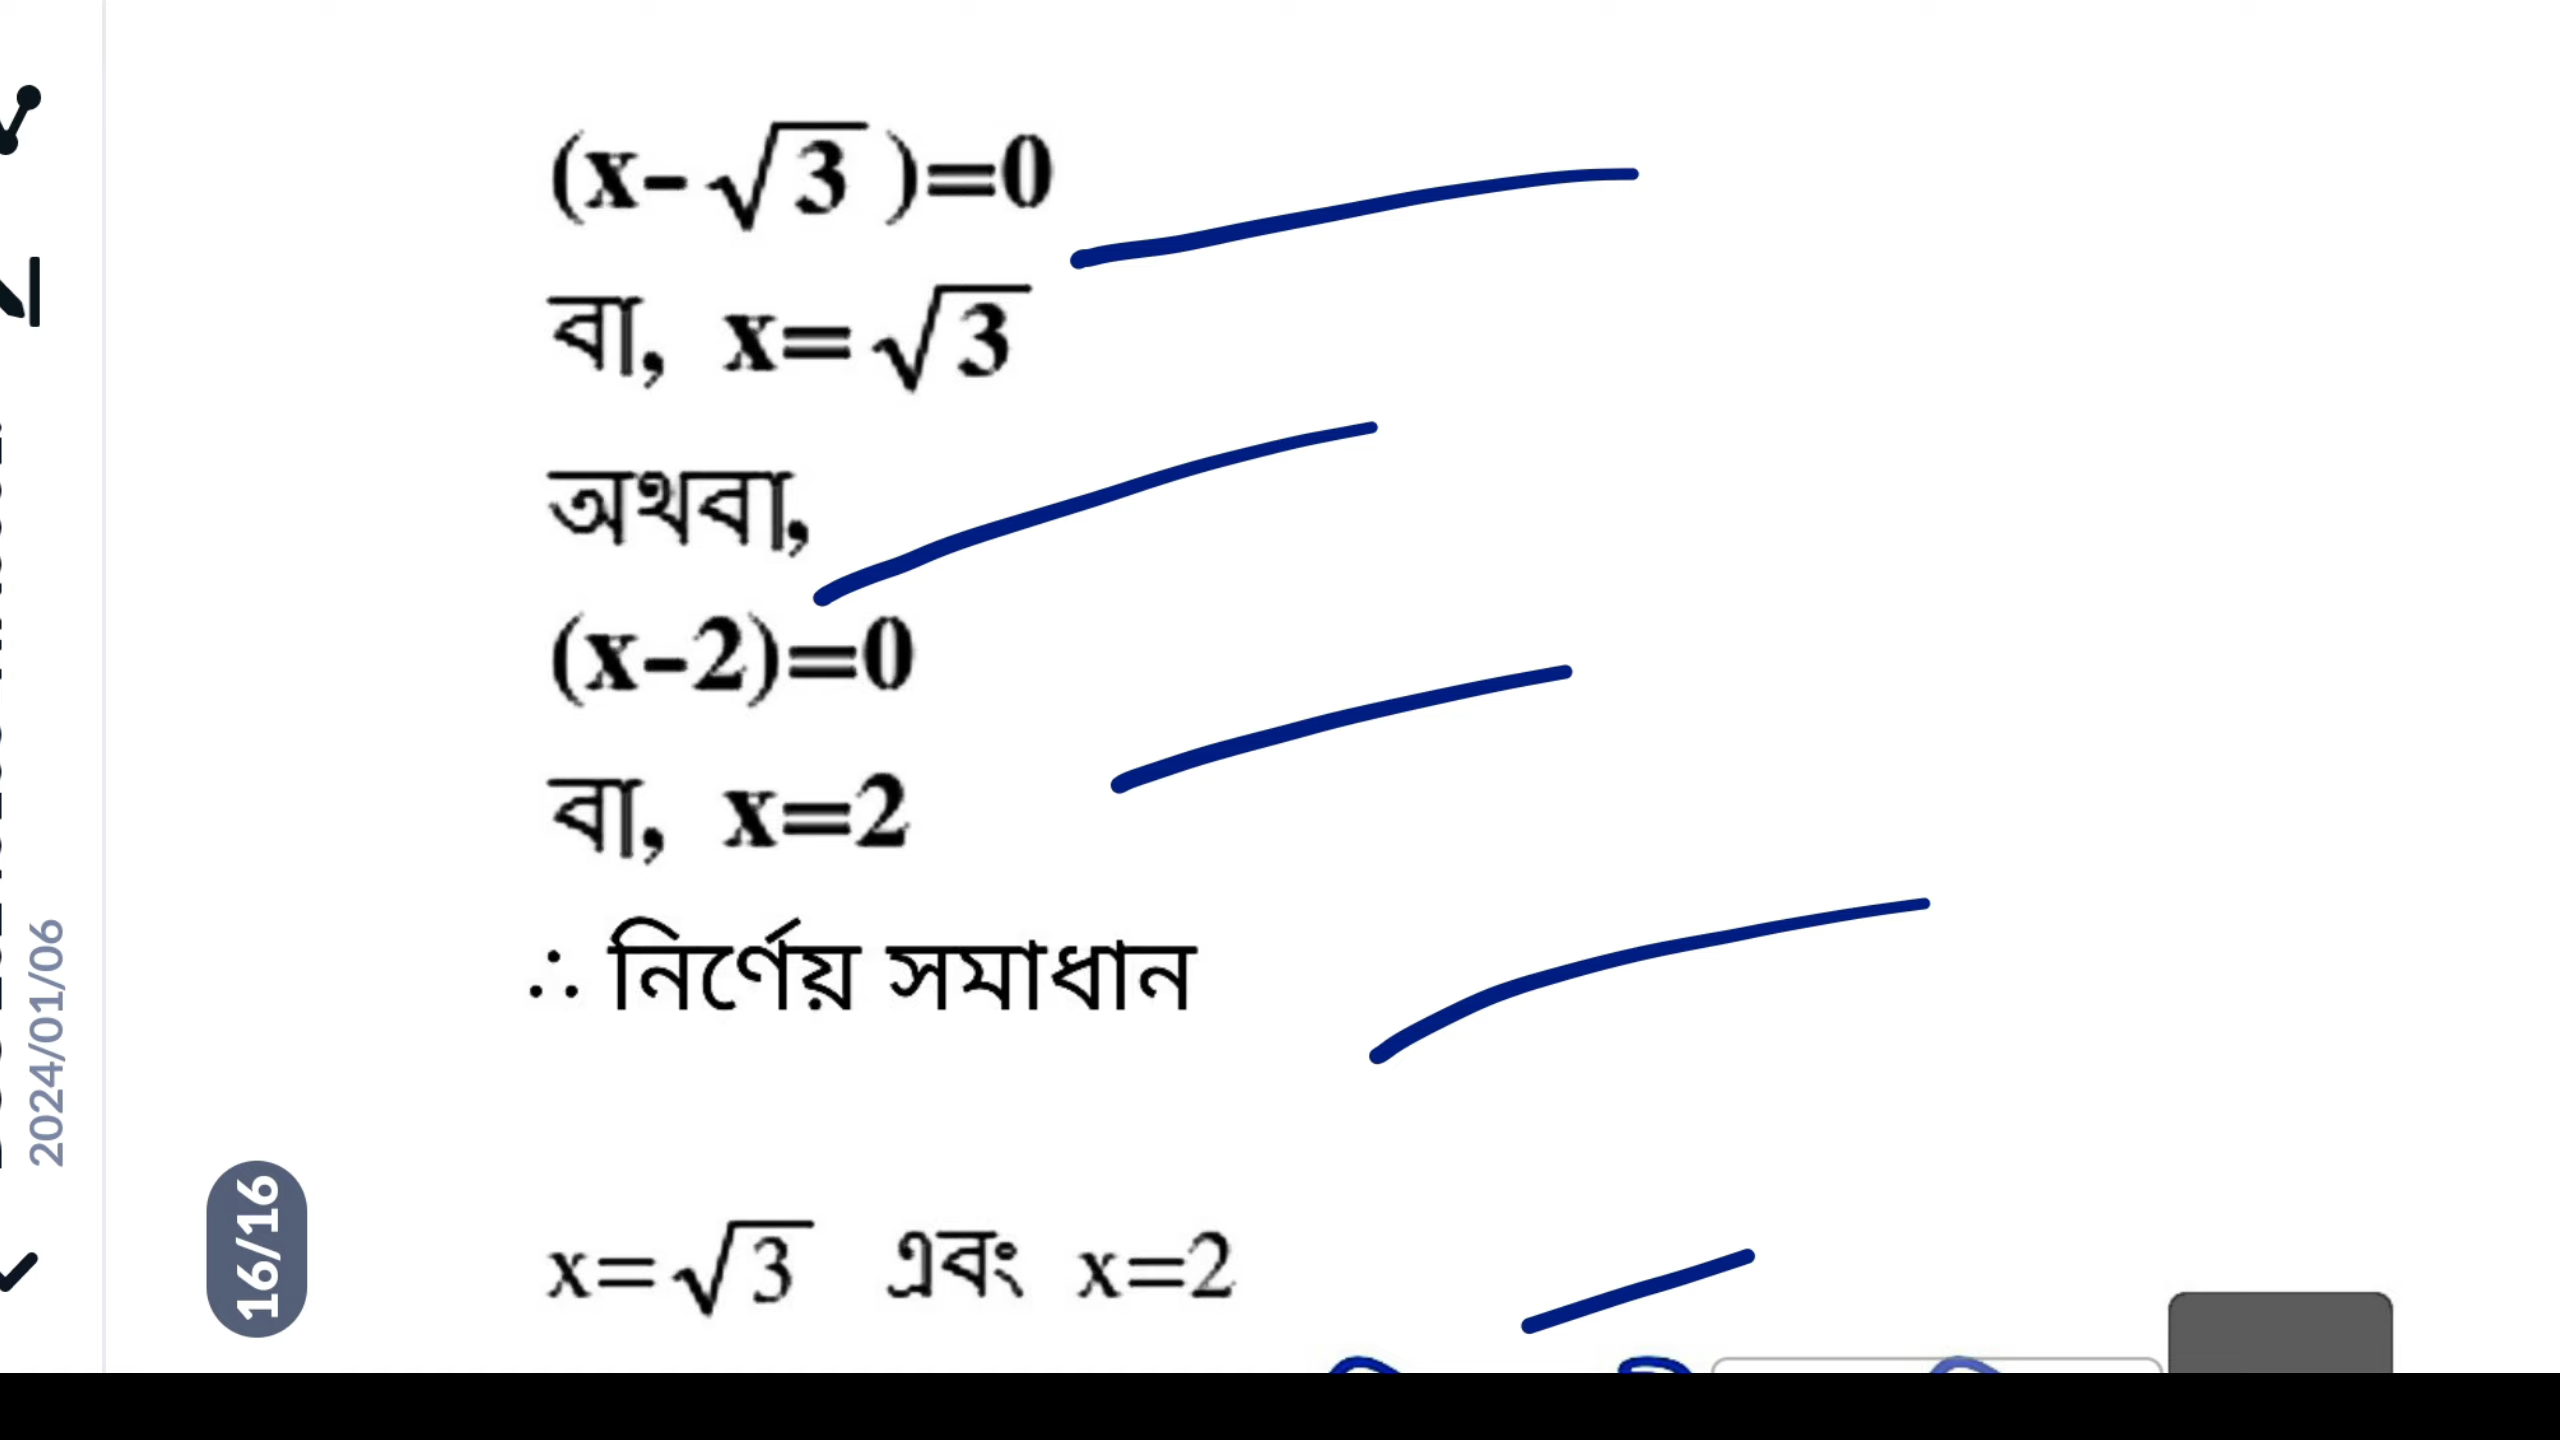 (x-√3)=0
বা, x=√3
অথবা,
(x-2)=0
বা, x=2
∴ নির্ণেয় সমাধান
x=√3 এবং x=2
2024/01/06
16/16